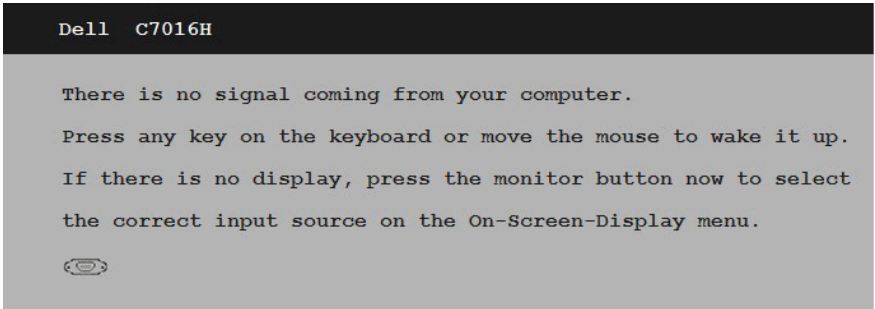 Dell C7016H
There is no signal coming from your computer.
Press any key on the keyboard or move the mouse to wake it up.
If there is no display, press the monitor button now to select
the correct input source on the On-Screen-Display menu.